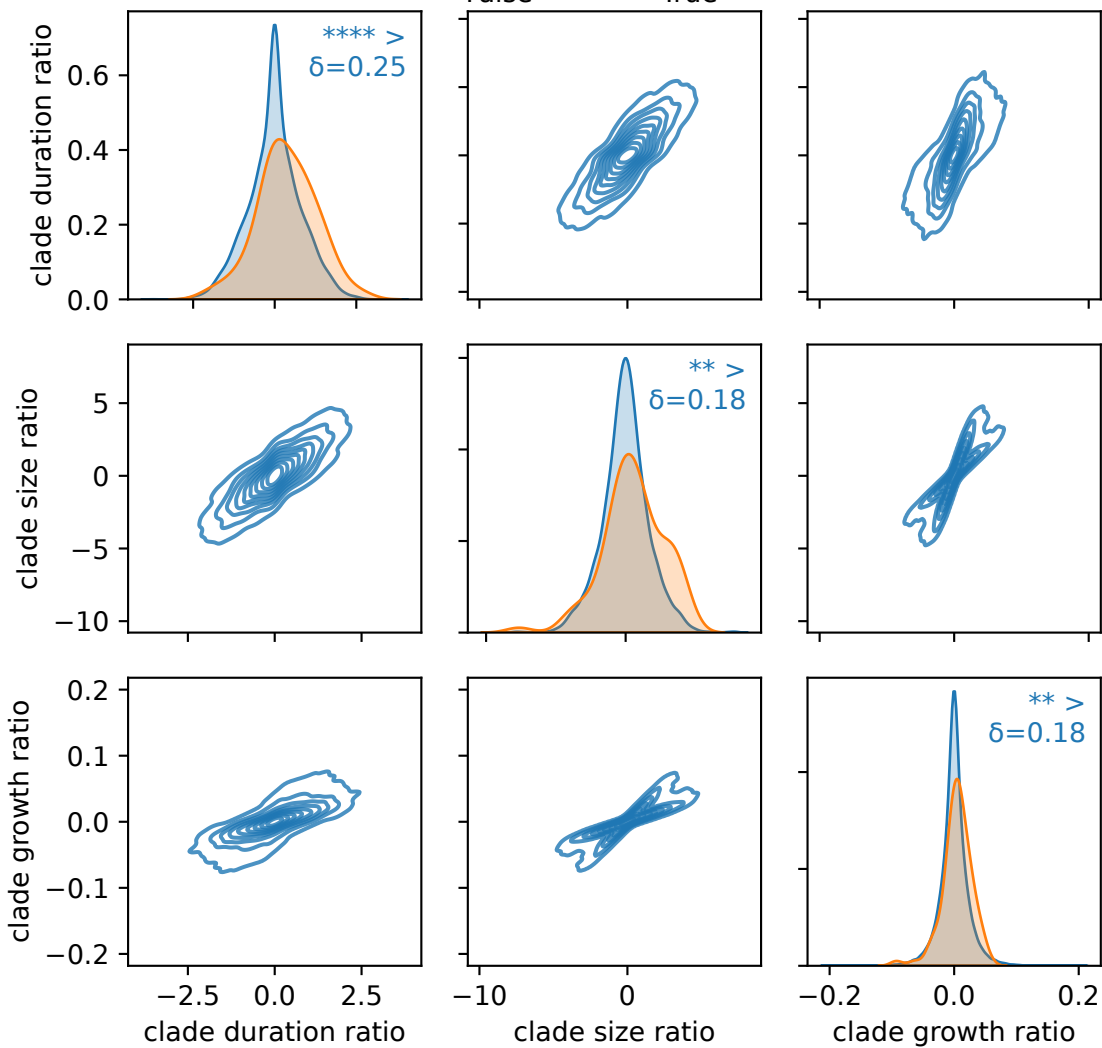 False True
clade duration ratio
0.6
0.4
0.2
0.0
**** >
δ=0.25
clade size ratio
5
0
−5
−10
** >
δ=0.18
clade growth ratio
0.2
0.1
0.0
−0.1
−0.2
** >
δ=0.18
−2.5 0.0 2.5
−10 0
−0.2 0.0 0.2
clade duration ratio
clade size ratio
clade growth ratio